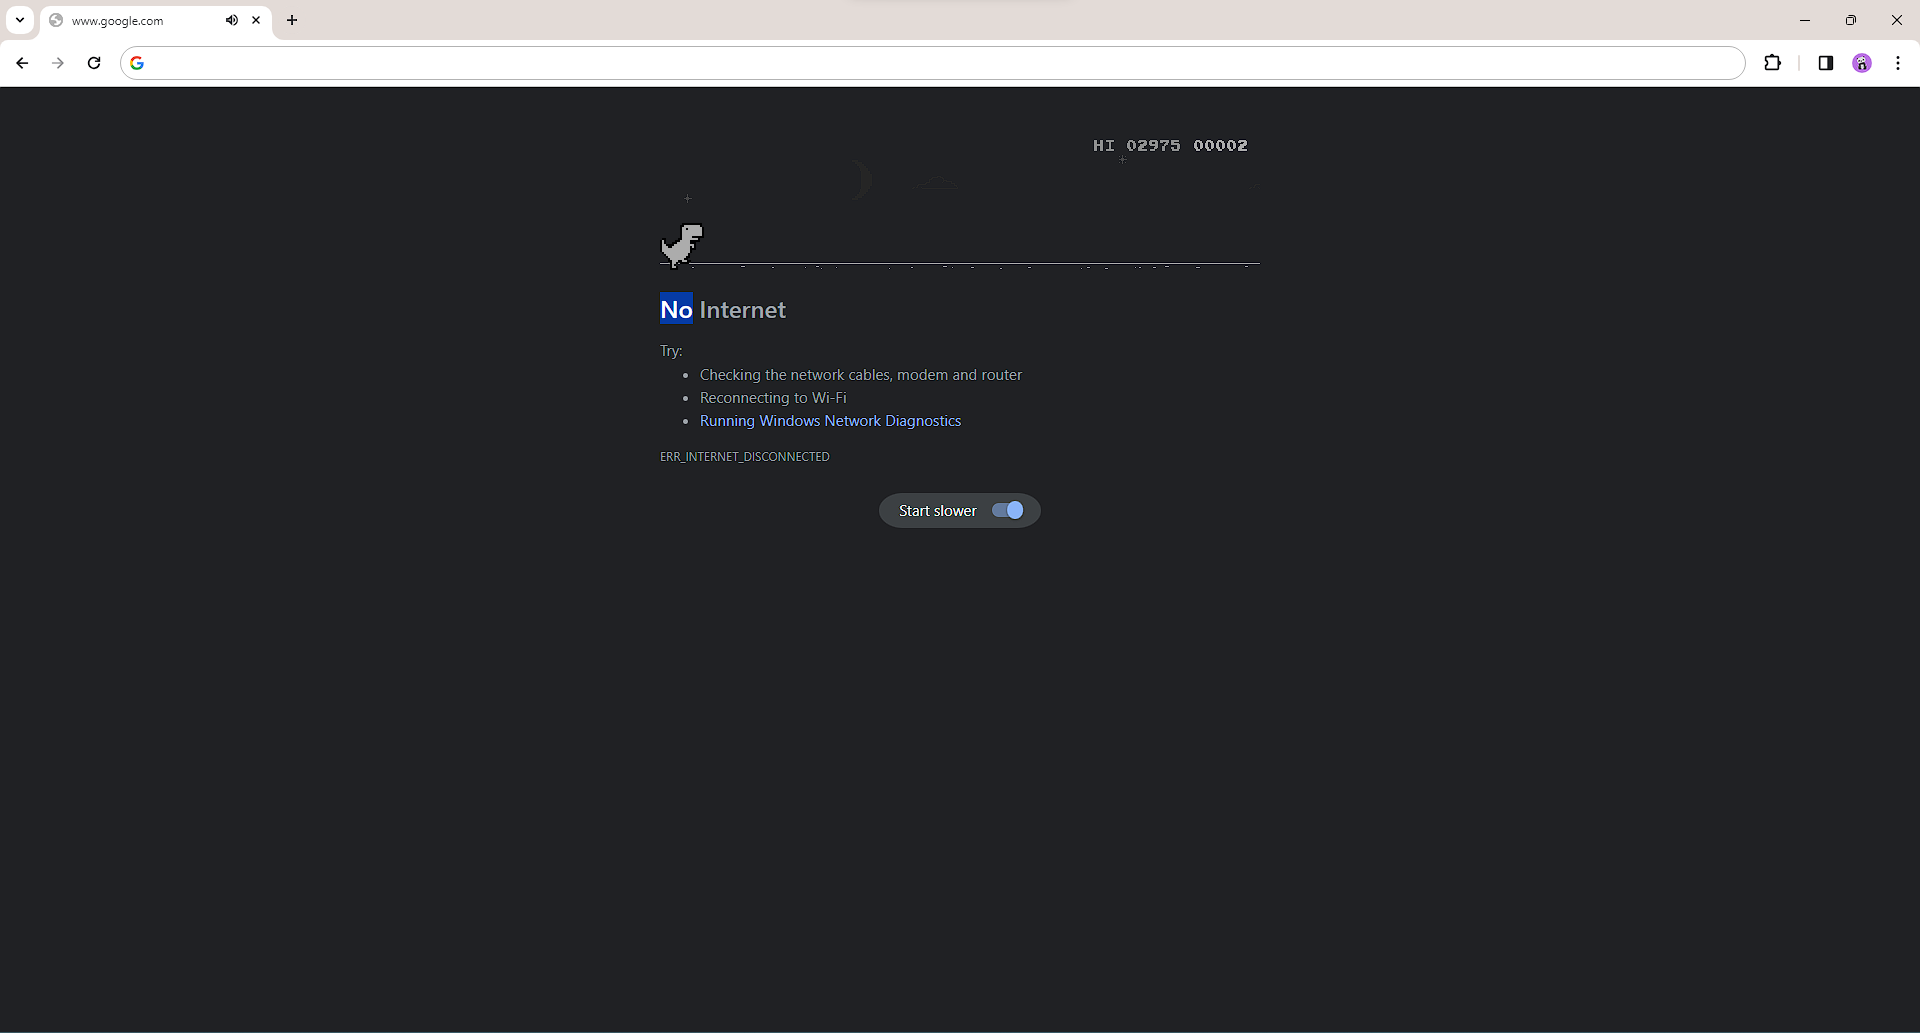 www.google.com
HI 02975 00002
No Internet
Try:
Checking the network cables, modem and router
Reconnecting to Wi-Fi
Running Windows Network Diagnostics
ERR_INTERNET_DISCONNECTED
Start slower